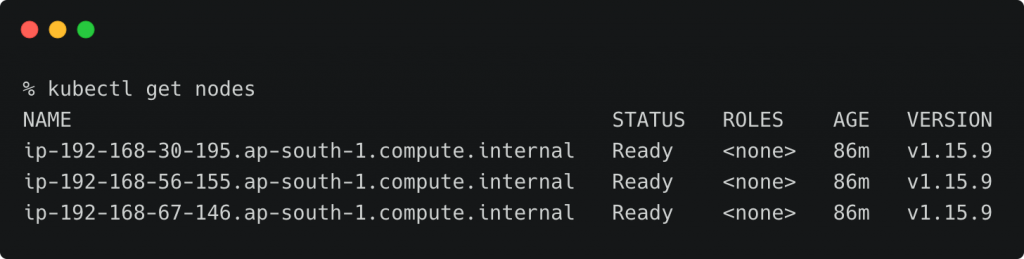 % kubectl get nodes
NAME                                            STATUS   ROLES    AGE   VERSION
ip-192-168-30-195.ap-south-1.compute.internal   Ready    <none>   86m   v1.15.9
ip-192-168-56-155.ap-south-1.compute.internal   Ready    <none>   86m   v1.15.9
ip-192-168-67-146.ap-south-1.compute.internal   Ready    <none>   86m   v1.15.9